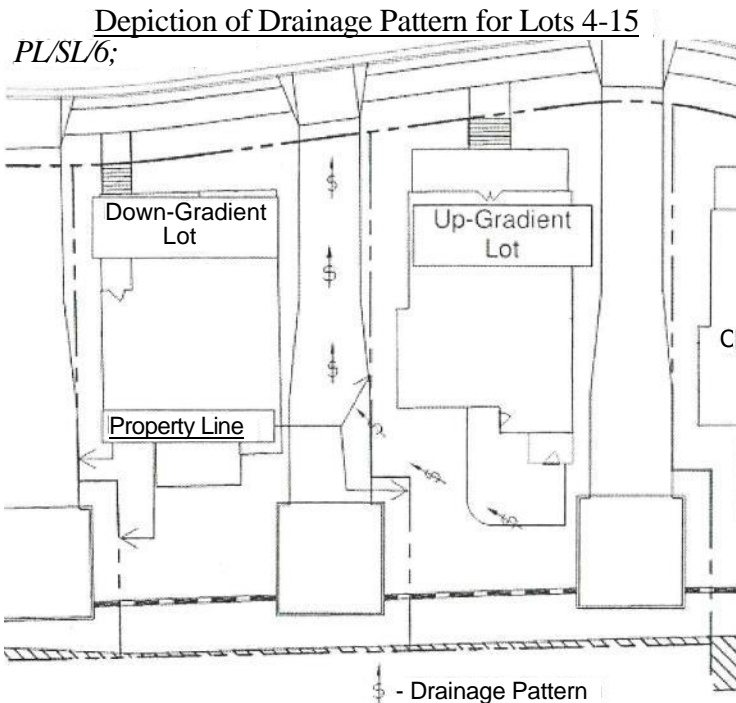 Depiction of Drainage Pattern for Lots 4-15
PL/SL/6;
Down-Gradient
Lot
Up-Gradient
Lot
Property Line
- Drainage Pattern